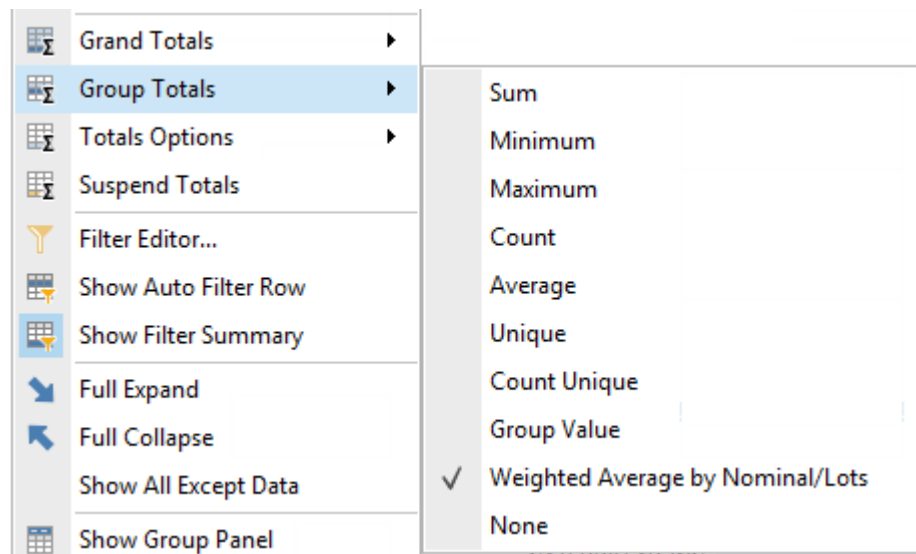 Grand Totals
Group Totals
Totals Options
Suspend Totals
Filter Editor...
Show Auto Filter Row
Show Filter Summary
Full Expand
Full Collapse
Show All Except Data
Show Group Panel
Sum
Minimum
Maximum
Count
Average
Unique
Count Unique
Group Value
Weighted Average by Nominal/Lots
None